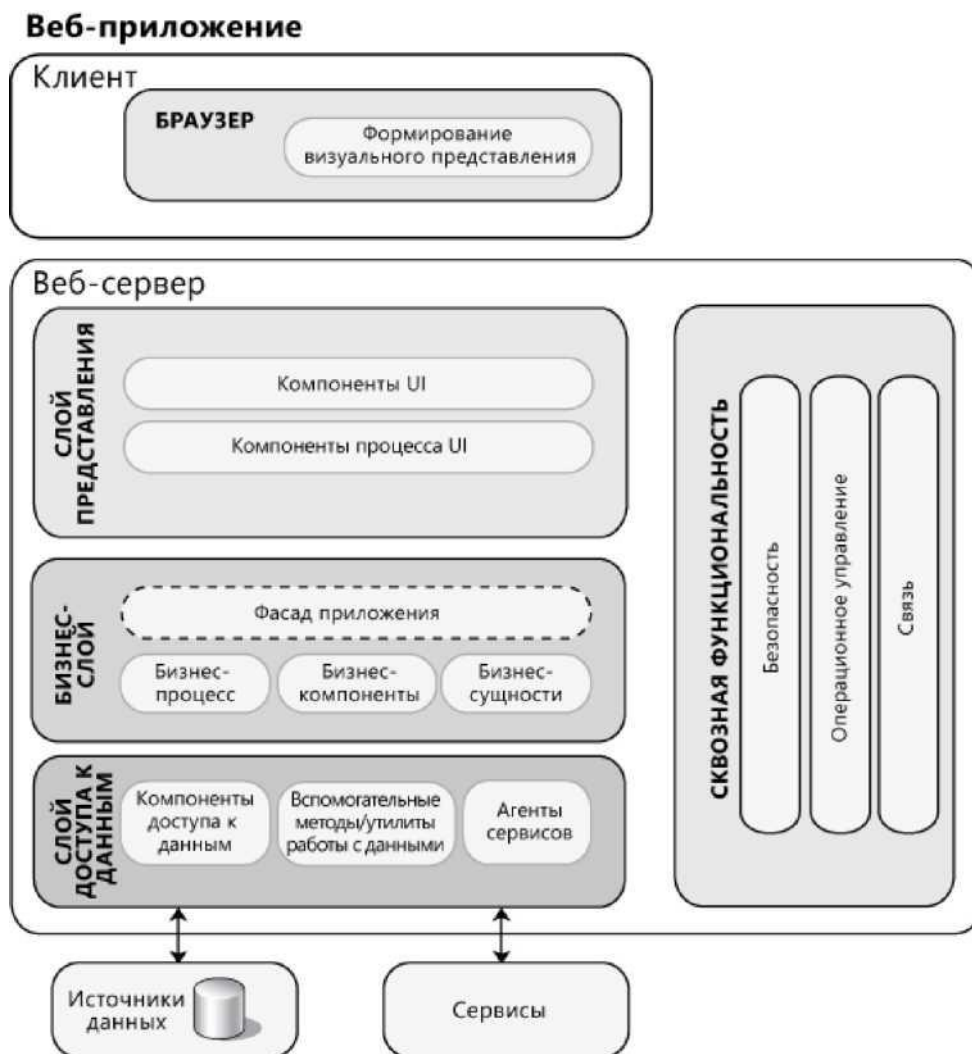 Веб-приложение
Клиент
БРАУЗЕР
Формирование
визуального представления
Веб-сервер
СЛОЙ
ПРЕДСТАВЛЕНИЯ
Компоненты UI
Компоненты процесса UI
БИЗНЕС-
СЛОЙ
Фасад приложения
Бизнес-
процесс
Бизнес-
компоненты
Бизнес-
сущности
СЛОЙ
ДОСТУПА К
ДАННЫМ
Компоненты
доступа к
данным
Вспомогательные
методы/утилиты
работы с данными
Агенты
сервисов
СКВОЗНАЯ ФУНКЦИОНАЛЬНОСТЬ
Безопасность
Операционное управление
Связь
Источники
данных
Сервисы